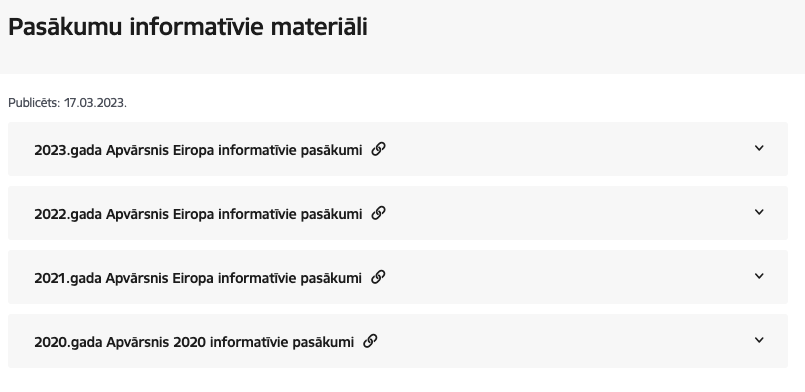 Pasākumu informatīvie materiāli
Publicēts: 17.03.2023.
2023.gada Apvārsnis Eiropa informatīvie pasākumi
2022.gada Apvārsnis Eiropa informatīvie pasākumi
2021.gada Apvārsnis Eiropa informatīvie pasākumi
2020.gada Apvārsnis 2020 informatīvie pasākumi